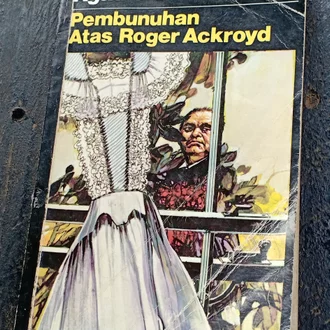 Pembunuhan
Atas Roger Ackroyd